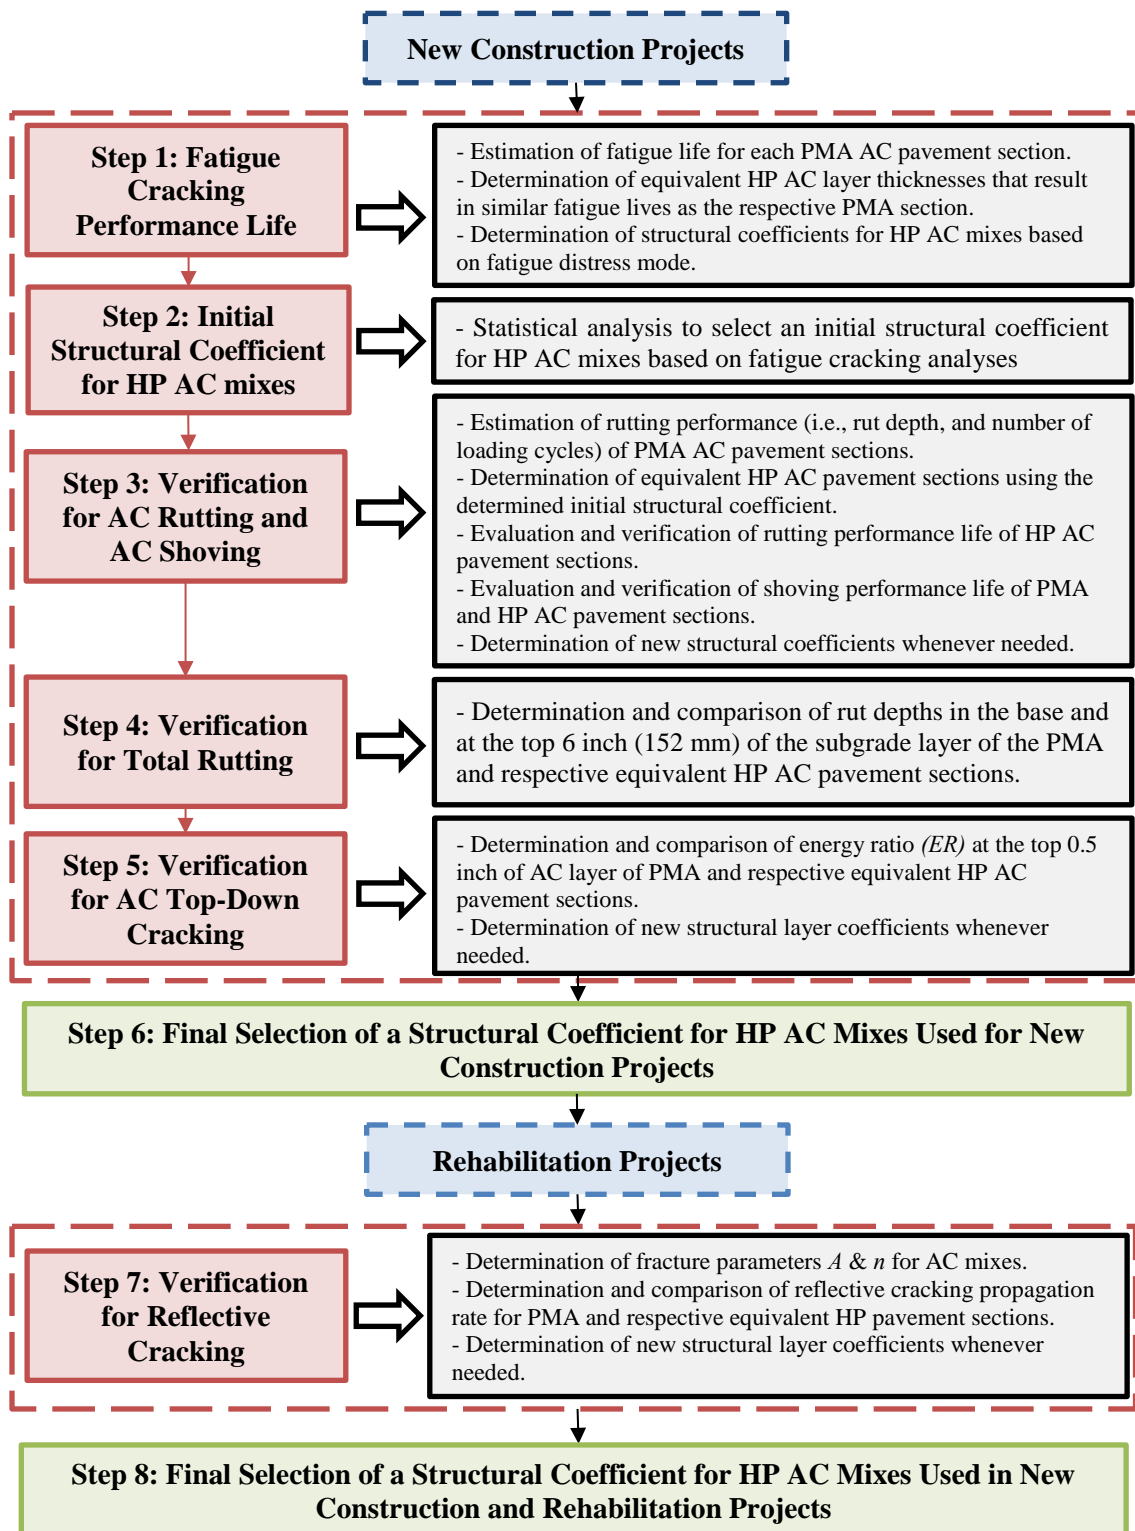 New Construction Projects
Step 1: Fatigue
Cracking
Performance Life
- Estimation of fatigue life for each PMA AC pavement section.
- Determination of equivalent HP AC layer thicknesses that result
in similar fatigue lives as the respective PMA section.
- Determination of structural coefficients for HP AC mixes based
on fatigue distress mode.
Step 2: Initial
Structural Coefficient
for HP AC mixes
- Statistical analysis to select an initial structural coefficient
for HP AC mixes based on fatigue cracking analyses
Step 3: Verification
for AC Rutting and
AC Shoving
- Estimation of rutting performance (i.e., rut depth, and number of
loading cycles) of PMA AC pavement sections.
- Determination of equivalent HP AC pavement sections using the
determined initial structural coefficient.
- Evaluation and verification of rutting performance life of HP AC
pavement sections.
- Evaluation and verification of shoving performance life of PMA
and HP AC pavement sections.
- Determination of new structural coefficients whenever needed.
Step 4: Verification
for Total Rutting
- Determination and comparison of rut depths in the base and
at the top 6 inch (152 mm) of the subgrade layer of the PMA
and respective equivalent HP AC pavement sections.
Step 5: Verification
for AC Top-Down
Cracking
- Determination and comparison of energy ratio (ER) at the top 0.5
inch of AC layer of PMA and respective equivalent HP AC
pavement sections.
- Determination of new structural layer coefficients whenever
needed.
Step 6: Final Selection of a Structural Coefficient for HP AC Mixes Used for New
Construction Projects
Rehabilitation Projects
Step 7: Verification
for Reflective
Cracking
- Determination of fracture parameters A & n for AC mixes.
- Determination and comparison of reflective cracking propagation
rate for PMA and respective equivalent HP pavement sections.
- Determination of new structural layer coefficients whenever
needed.
Step 8: Final Selection of a Structural Coefficient for HP AC Mixes Used in New
Construction and Rehabilitation Projects